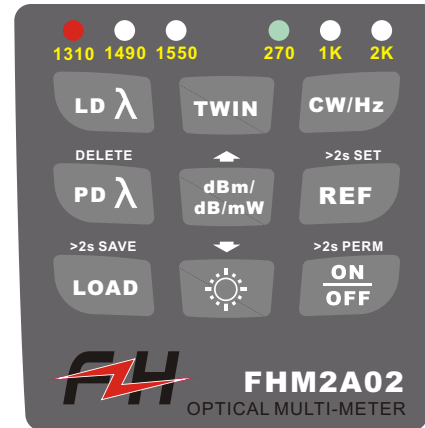 1310 1490 1550 270 1K 2K
LD λ TWIN CW/Hz
DELETE >2s SET
PD λ dBm/ dB/mW REF
>2s SAVE >2s PERM
LOAD ON OFF
FH
FHM2A02
OPTICAL MULTI-METER